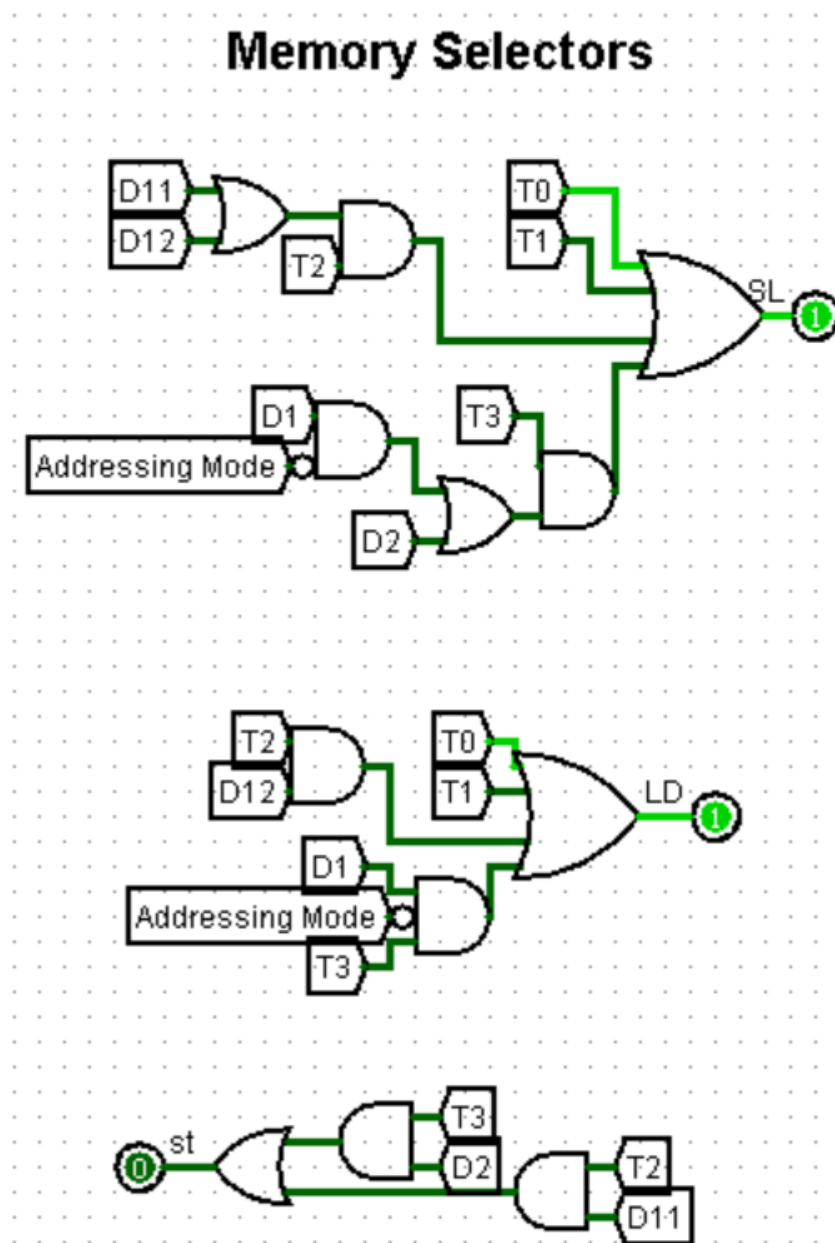 Memory Selectors
D11
T0
D12
T1
T2
SL
1
D1
T3
Addressing Mode
D2
T2
T0
D12
T1
LD
1
D1
Addressing Mode
T3
T3
st
0
D2
T2
D11